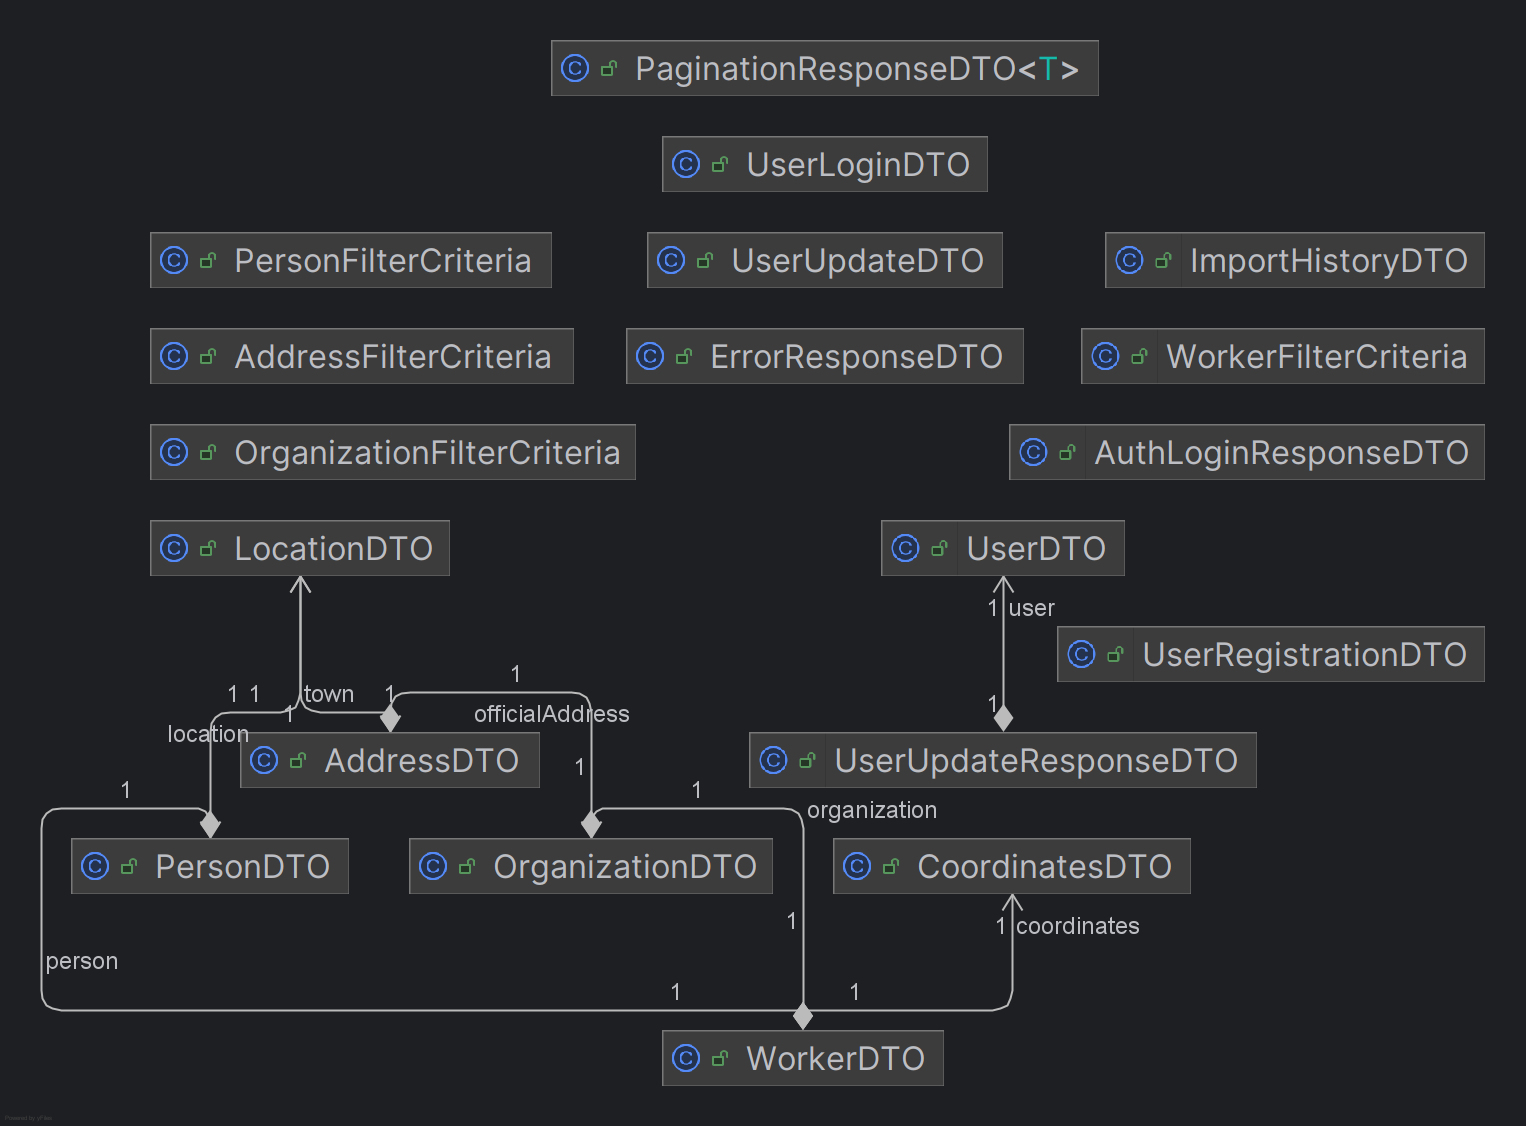 PaginationResponseDTO<T>
UserLoginDTO
PersonFilterCriteria
UserUpdateDTO
ImportHistoryDTO
AddressFilterCriteria
ErrorResponseDTO
WorkerFilterCriteria
OrganizationFilterCriteria
AuthLoginResponseDTO
LocationDTO
UserDTO
1 user
UserRegistrationDTO
1
1 1 town 1
1
1
officialAddress
location
AddressDTO
1
UserUpdateResponseDTO
1
1
organization
PersonDTO
OrganizationDTO
CoordinatesDTO
1
1 coordinates
person
1
1
WorkerDTO
Powered by yFiles